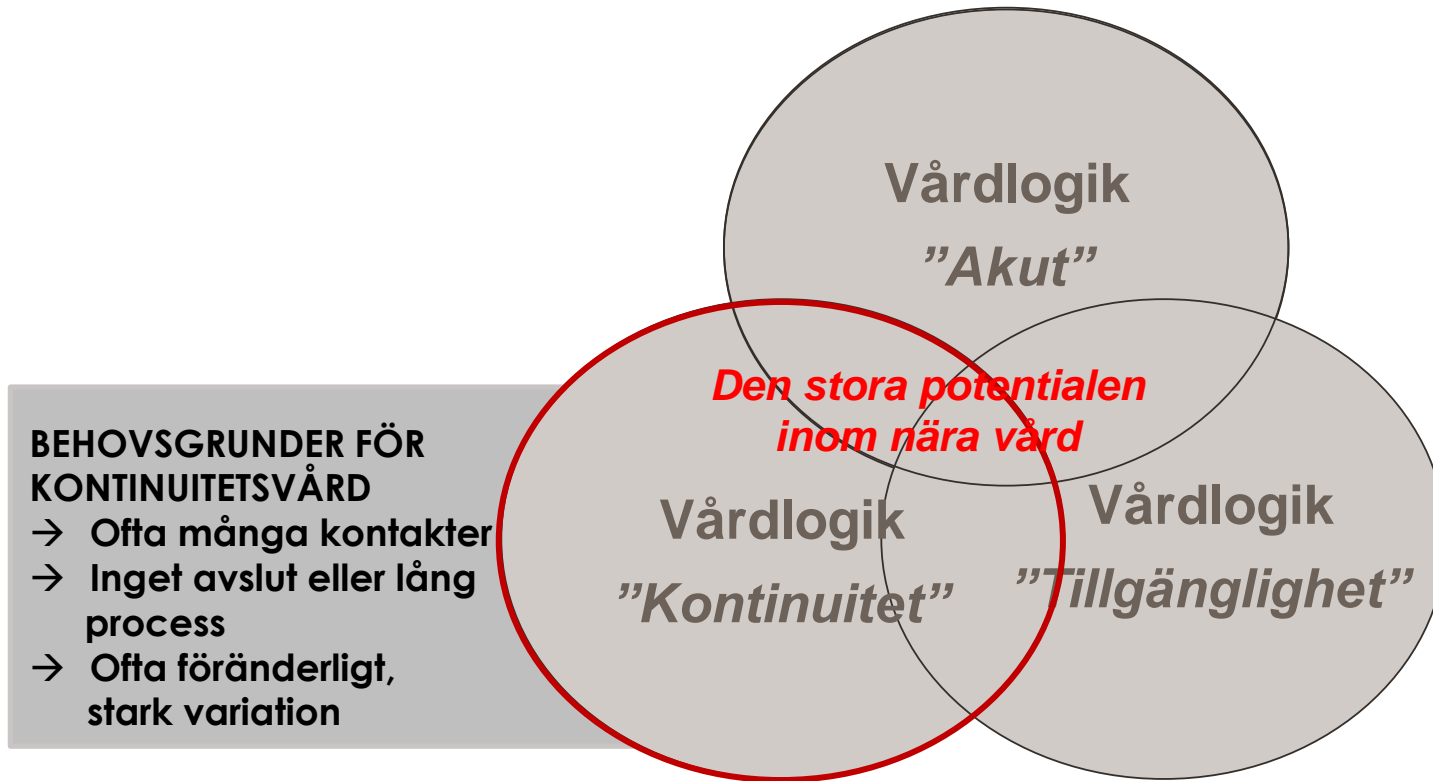 Vårdlogik
”Akut”
Den stora potentialen
inom nära vård
BEHOVSGRUNDER FÖR
KONTINUITETSVÅRD
→ Ofta många kontakter
→ Inget avslut eller lång
process
→ Ofta föränderligt,
stark variation
Vårdlogik
”Kontinuitet”
Vårdlogik
”Tillgänglighet”